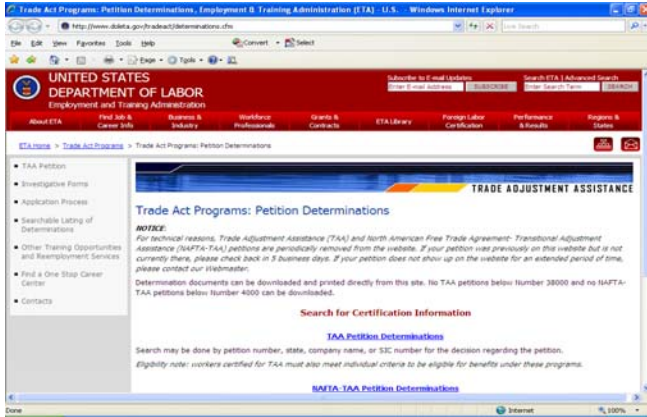 Trade Act Programs: Petition Determinations, Employment & Training Administration (ETA) - U.S. - Windows Internet Explorer
http://www.doleta.gov/tradeact/determinations.cfm
Live Search
File Edit View Favorites Tools Help Convert Select
Page Tools
UNITED STATES
DEPARTMENT OF LABOR
Employment and Training Administration
Subscribe to E-mail Updates
Enter E-mail Address SUBSCRIBE
Search ETA | Advanced Search
Enter Search Term SEARCH
About ETA
Find Job &
Career Info
Business &
Industry
Workforce
Professionals
Grants &
Contracts
ETA Library
Foreign Labor
Certification
Performance
& Results
Regions &
States
ETA Home > Trade Act Programs > Trade Act Programs: Petition Determinations
TAA Petition
Investigative Forms
Application Process
Searchable Listing of
Determinations
Other Training Opportunities
and Reemployment Services
Find a One Stop Career
Center
Contacts
TRADE ADJUSTMENT ASSISTANCE
Trade Act Programs: Petition Determinations
NOTICE:
For technical reasons, Trade Adjustment Assistance (TAA) and North American Free Trade Agreement- Transitional Adjustment
Assistance (NAFTA-TAA) petitions are periodically removed from the website. If your petition was previously on this website but is not
currently there, please check back in 5 business days. If your petition does not show up on the website for an extended period of time,
please contact our Webmaster.
Determination documents can be downloaded and printed directly from this site. No TAA petitions below Number 38000 and no NAFTA-
TAA petitions below Number 4000 can be downloaded.
Search for Certification Information
TAA Petition Determinations
Search may be done by petition number, state, company name, or SIC number for the decision regarding the petition.
Eligibility note: workers certified for TAA must also meet individual criteria to be eligible for benefits under these programs.
NAFTA-TAA Petition Determinations
Done Internet 100%